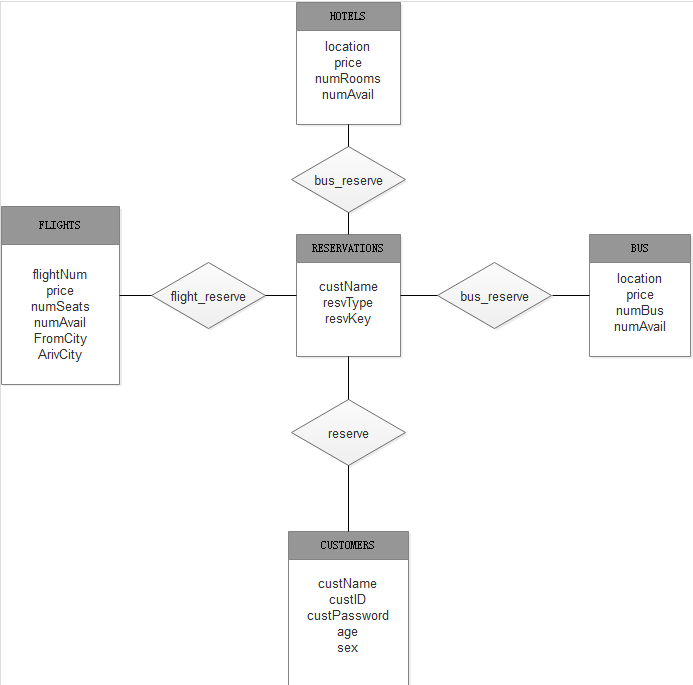 HOTELS
location
price
numRooms
numAvail
bus_reserve
FLIGHTS
flightNum
price
numSeats
numAvail
FromCity
ArivCity
flight_reserve
RESERVATIONS
custName
resvType
resvKey
bus_reserve
BUS
location
price
numBus
numAvail
reserve
CUSTOMERS
custName
custID
custPassword
age
sex